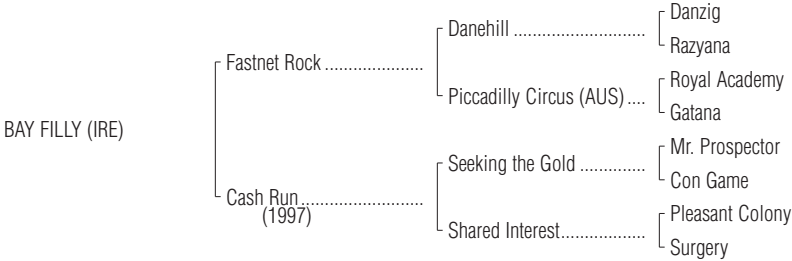 Danzig
Danehill ............................
Razyana
Fastnet Rock .....................
Royal Academy
Piccadilly Circus (AUS) ....
Gatana
BAY FILLY (IRE)
Mr. Prospector
Seeking the Gold ..............
Con Game
Cash Run ..........................
(1997)
Pleasant Colony
Shared Interest ..................
Surgery